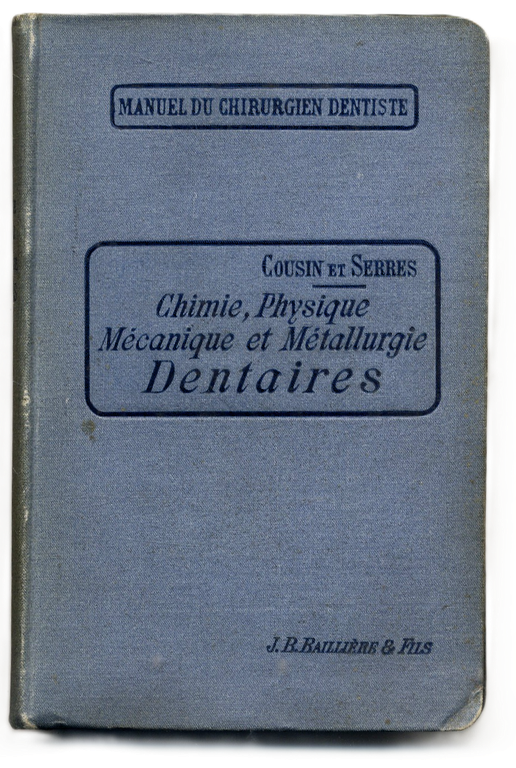 MANUEL DU CHIRURGIEN DENTISTE
COUSIN ET SERRES
Chimie, Physique
Mécanique et Métallurgie
Dentaires
J. B. BAILLIÈRE & FILS